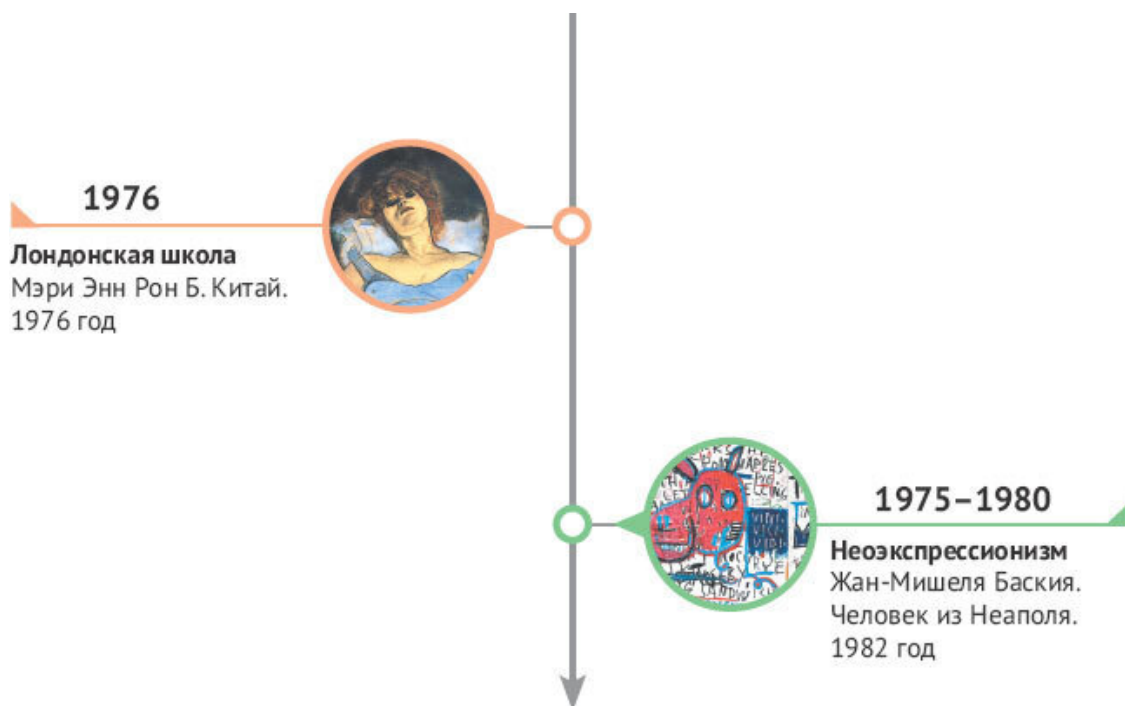 1976
Лондонская школа
Мэри Энн Рон Б. Китай.
1976 год
1975–1980
Неоэкспрессионизм
Жан-Мишеля Баския.
Человек из Неаполя.
1982 год